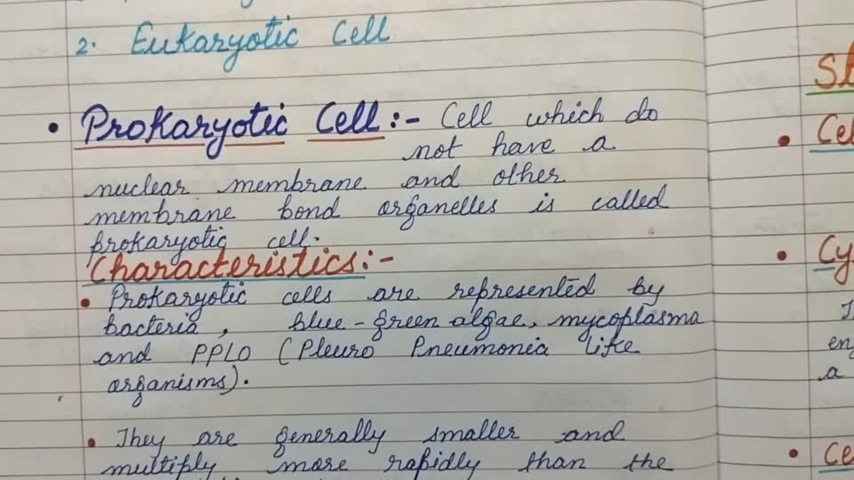 2. Eukaryotic Cell
• Prokaryotic Cell :- Cell which do
not have a
nuclear membrane and other
membrane bond organelles is called
prokaryotic cell.
Characteristics :-
• Prokaryotic cells are represented by
bacteria, blue-green algae, mycoplasma
and PPLO (Pleuro Pneumonia like
organisms).
• They are generally smaller and
multiply more rapidly than the